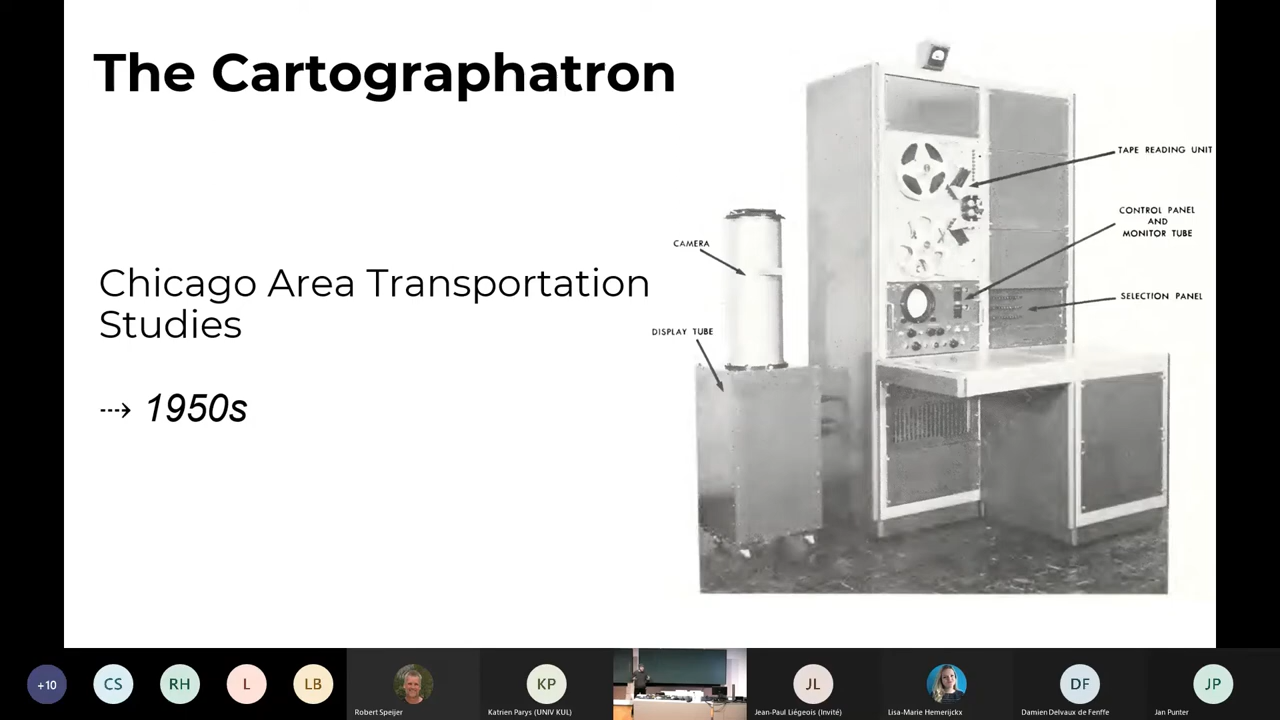 The Cartographatron
Chicago Area Transportation
Studies
⤏ 1950s
TAPE READING UNIT
CONTROL PANEL
AND
MONITOR TUBE
CAMERA
SELECTION PANEL
DISPLAY TUBE
+10
CS
RH
L
LB
Robert Speijer
KP
Katrien Parys (UNIV KUL)
JL
Jean-Paul Liégeois (Invité)
Lisa-Marie Hemerijckx
DF
Damien Delvaux de Fenffe
JP
Jan Punter